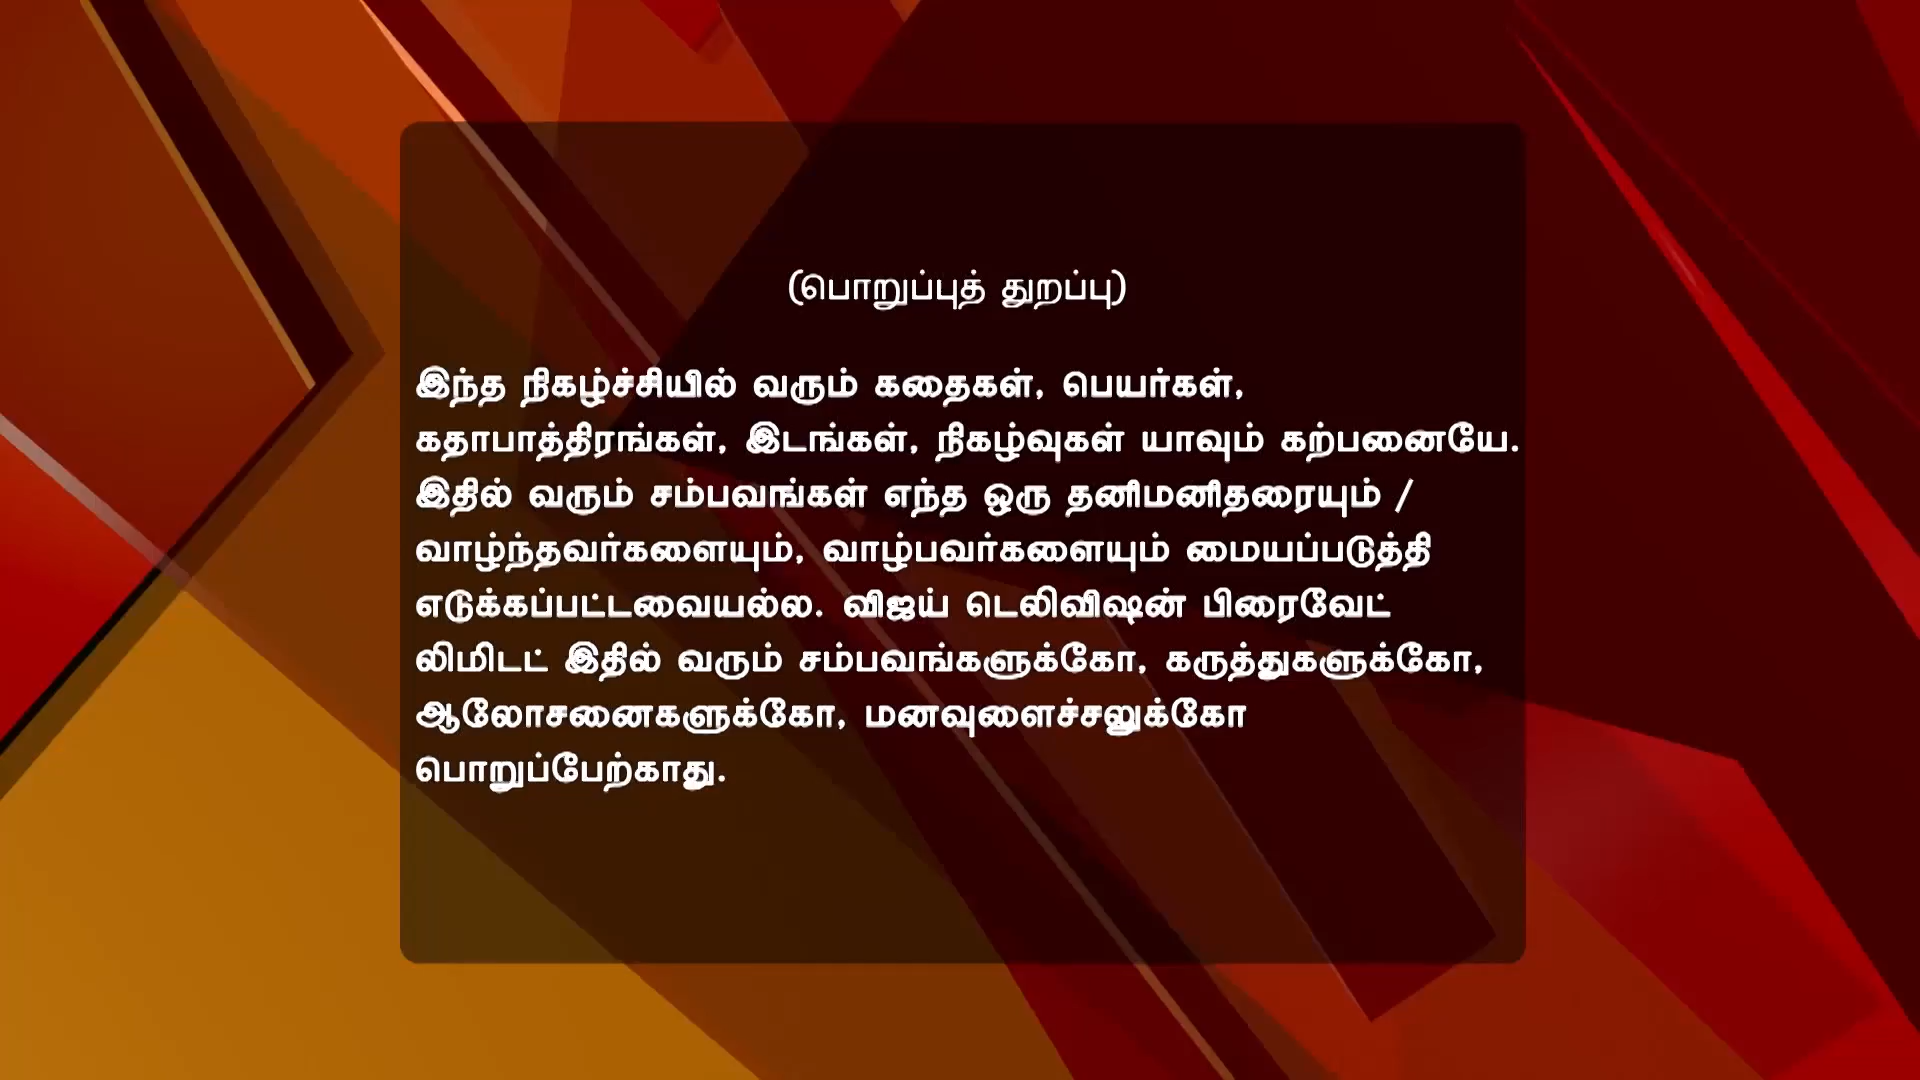 (பொறுப்புத் துறப்பு)
இந்த நிகழ்ச்சியில் வரும் கதைகள், பெயர்கள்,
கதாபாத்திரங்கள், இடங்கள், நிகழ்வுகள் யாவும் கற்பனையே.
இதில் வரும் சம்பவங்கள் எந்த ஒரு தனிமனிதரையும் /
வாழ்ந்தவர்களையும், வாழ்பவர்களையும் மையப்படுத்தி
எடுக்கப்பட்டவையல்ல. விஜய் டெலிவிஷன் பிரைவேட்
லிமிடட் இதில் வரும் சம்பவங்களுக்கோ, கருத்துகளுக்கோ,
ஆலோசனைகளுக்கோ, மனவுளைச்சலுக்கோ
பொறுப்பேற்காது.